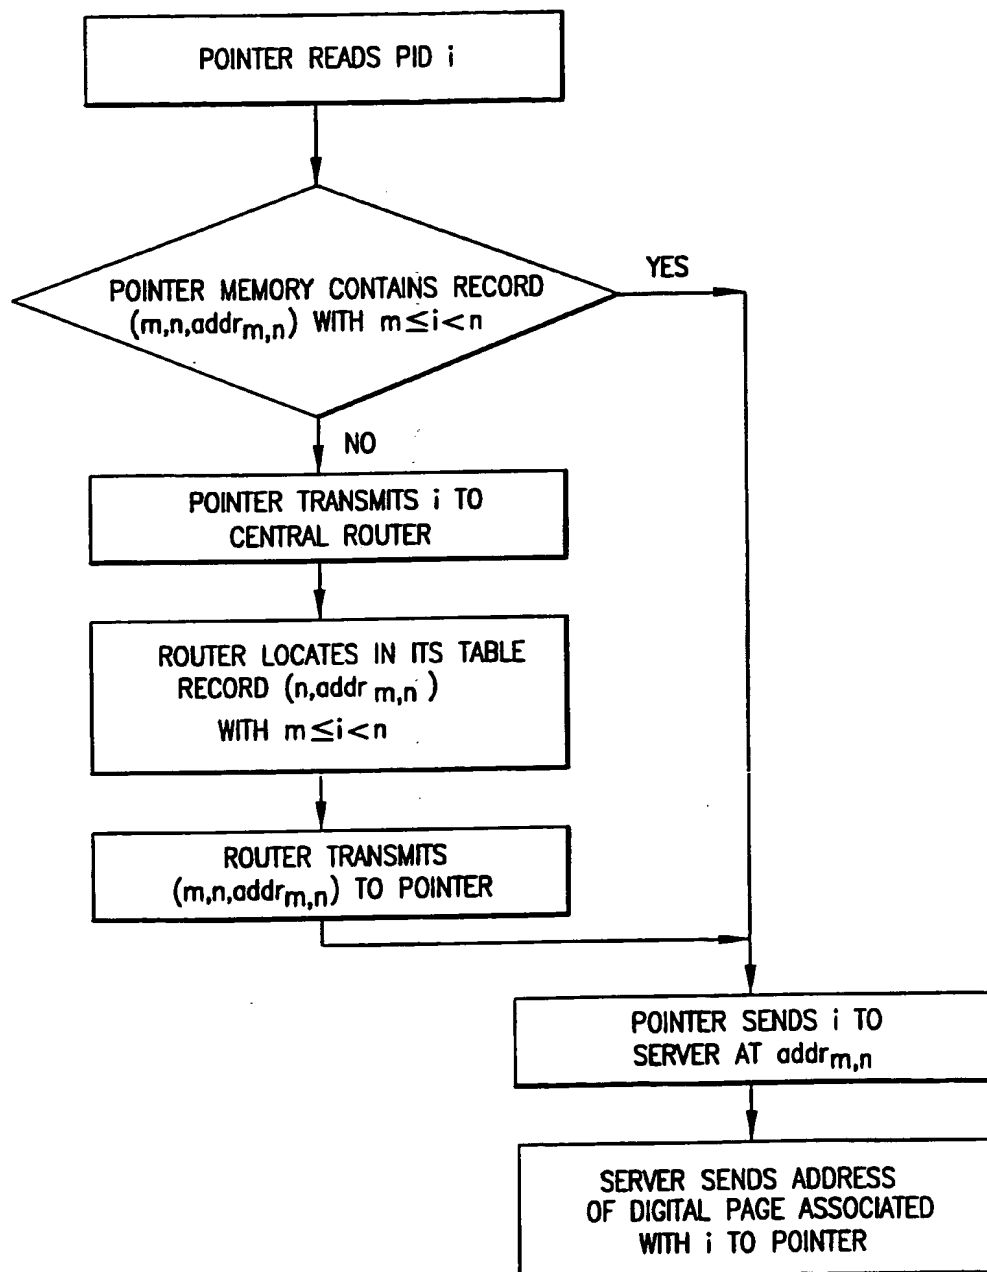 POINTER READS PID i
POINTER MEMORY CONTAINS RECORD
(m,n,addrm,n) WITH m≤i<n
YES
NO
POINTER TRANSMITS i TO
CENTRAL ROUTER
ROUTER LOCATES IN ITS TABLE
RECORD (n,addr m,n)
WITH m≤i<n
ROUTER TRANSMITS
(m,n,addrm,n) TO POINTER
POINTER SENDS i TO
SERVER AT addrm,n
SERVER SENDS ADDRESS
OF DIGITAL PAGE ASSOCIATED
WITH i TO POINTER